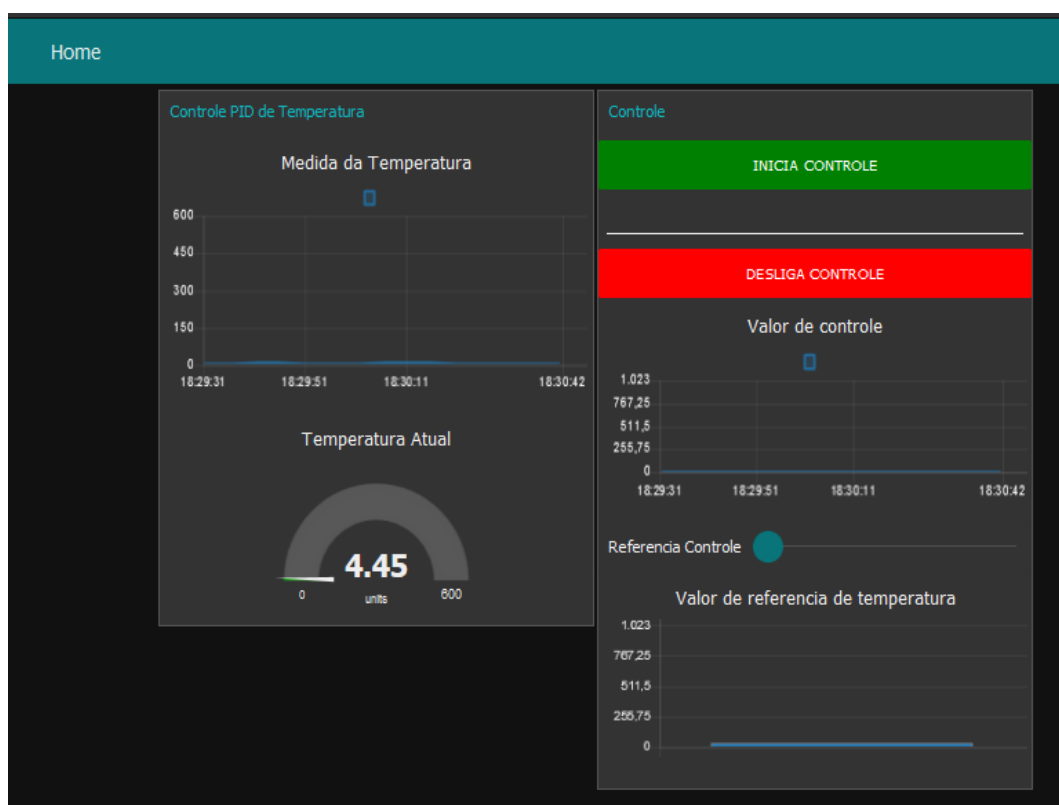 Home
Controle PID de Temperatura
Medida da Temperatura
600
450
300
150
0
18:29:31 18:29:51 18:30:11 18:30:42
Temperatura Atual
4.45
0 units 600
Controle
INICIA CONTROLE
DESLIGA CONTROLE
Valor de controle
1.023
767,25
511,5
255,75
0
18:29:31 18:29:51 18:30:11 18:30:42
Referencia Controle
Valor de referencia de temperatura
1.023
767,25
511,5
255,75
0